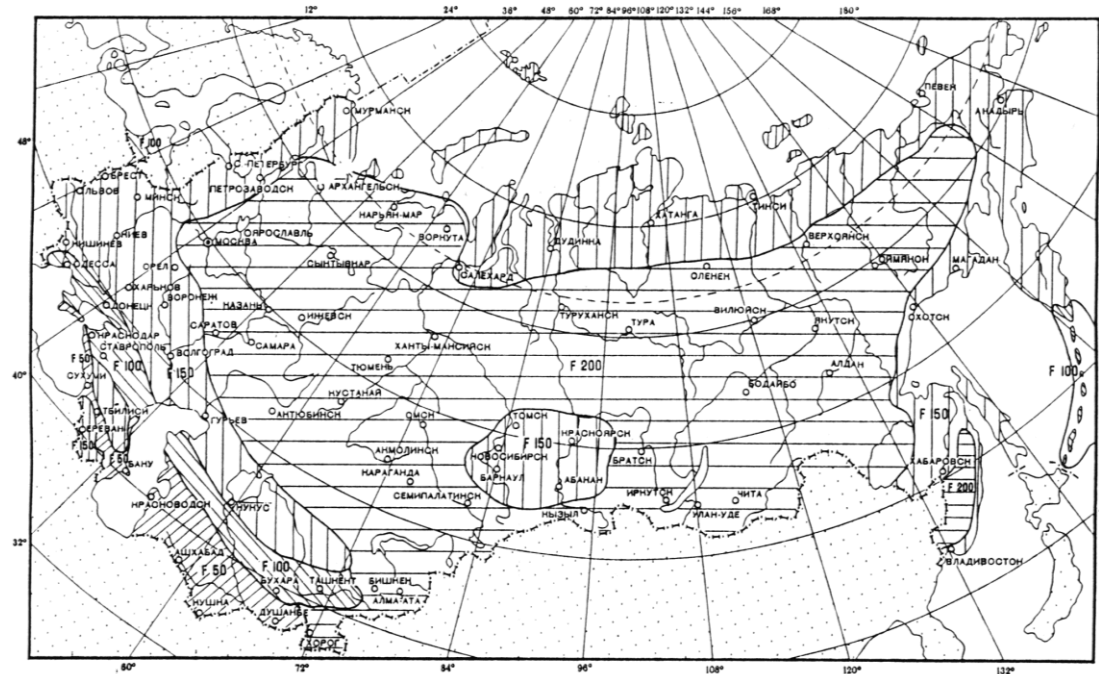 12° 24° 36° 48° 60° 72° 84° 96° 108° 120° 132° 144° 156° 168° 180°
ПЕВЕК
АНАДЫРЬ
МУРМАНСК
48°
F 100
С-ПЕТЕРБУРГ
БРЕСТ
ЛЬВОВ
МИНСК
ПЕТРОЗАВОДСК
АРХАНГЕЛЬСК
НАРЬЯН-МАР
ТИКСИ
ХАТАНГА
КИЕВ
КИШИНЕВ
МОСКВА
ЯРОСЛАВЛЬ
ВОРКУТА
ДУДИНКА
ВЕРХОЯНСК
ОДЕССА
ОРЕЛ
СЫКТЫВКАР
САЛЕХАРД
ОЛЕНЕК
ОЙМЯКОН
МАГАДАН
ХАРЬКОВ
ДОНЕЦК
ВОРОНЕЖ
КАЗАНЬ
ИЖЕВСК
ТУРУХАНСК
ТУРА
ВИЛЮЙСК
ЯКУТСК
ОХОТСК
КРАСНОДАР
САРАТОВ
САМАРА
ХАНТЫ-МАНСИЙСК
СТАВРОПОЛЬ
ВОЛГОГРАД
F 50
F 100
F 150
ТЮМЕНЬ
F 200
АЛДАН
F 100
40°
СУХУМИ
КУСТАНАЙ
БОДАЙБО
ТБИЛИСИ
ГУРЬЕВ
АКТЮБИНСК
ОМСК
ТОМСК
F 150
ЕРЕВАН
F 150
КРАСНОЯРСК
F 150
F 50
БАКУ
АКМОЛИНСК
НОВОСИБИРСК
БРАТСК
ХАБАРОВСК
КАРАГАНДА
БАРНАУЛ
АБАКАН
F 200
КРАСНОВОДСК
НУКУС
СЕМИПАЛАТИНСК
КЫЗЫЛ
ИРКУТСК
ЧИТА
УЛАН-УДЕ
32°
АШХАБАД
F 50
F 100
БУХАРА
ТАШКЕНТ
БИШКЕК
АЛМА-АТА
ВЛАДИВОСТОК
КУШКА
ДУШАНБЕ
ХОРОГ
60° 72° 84° 96° 108° 120° 132°